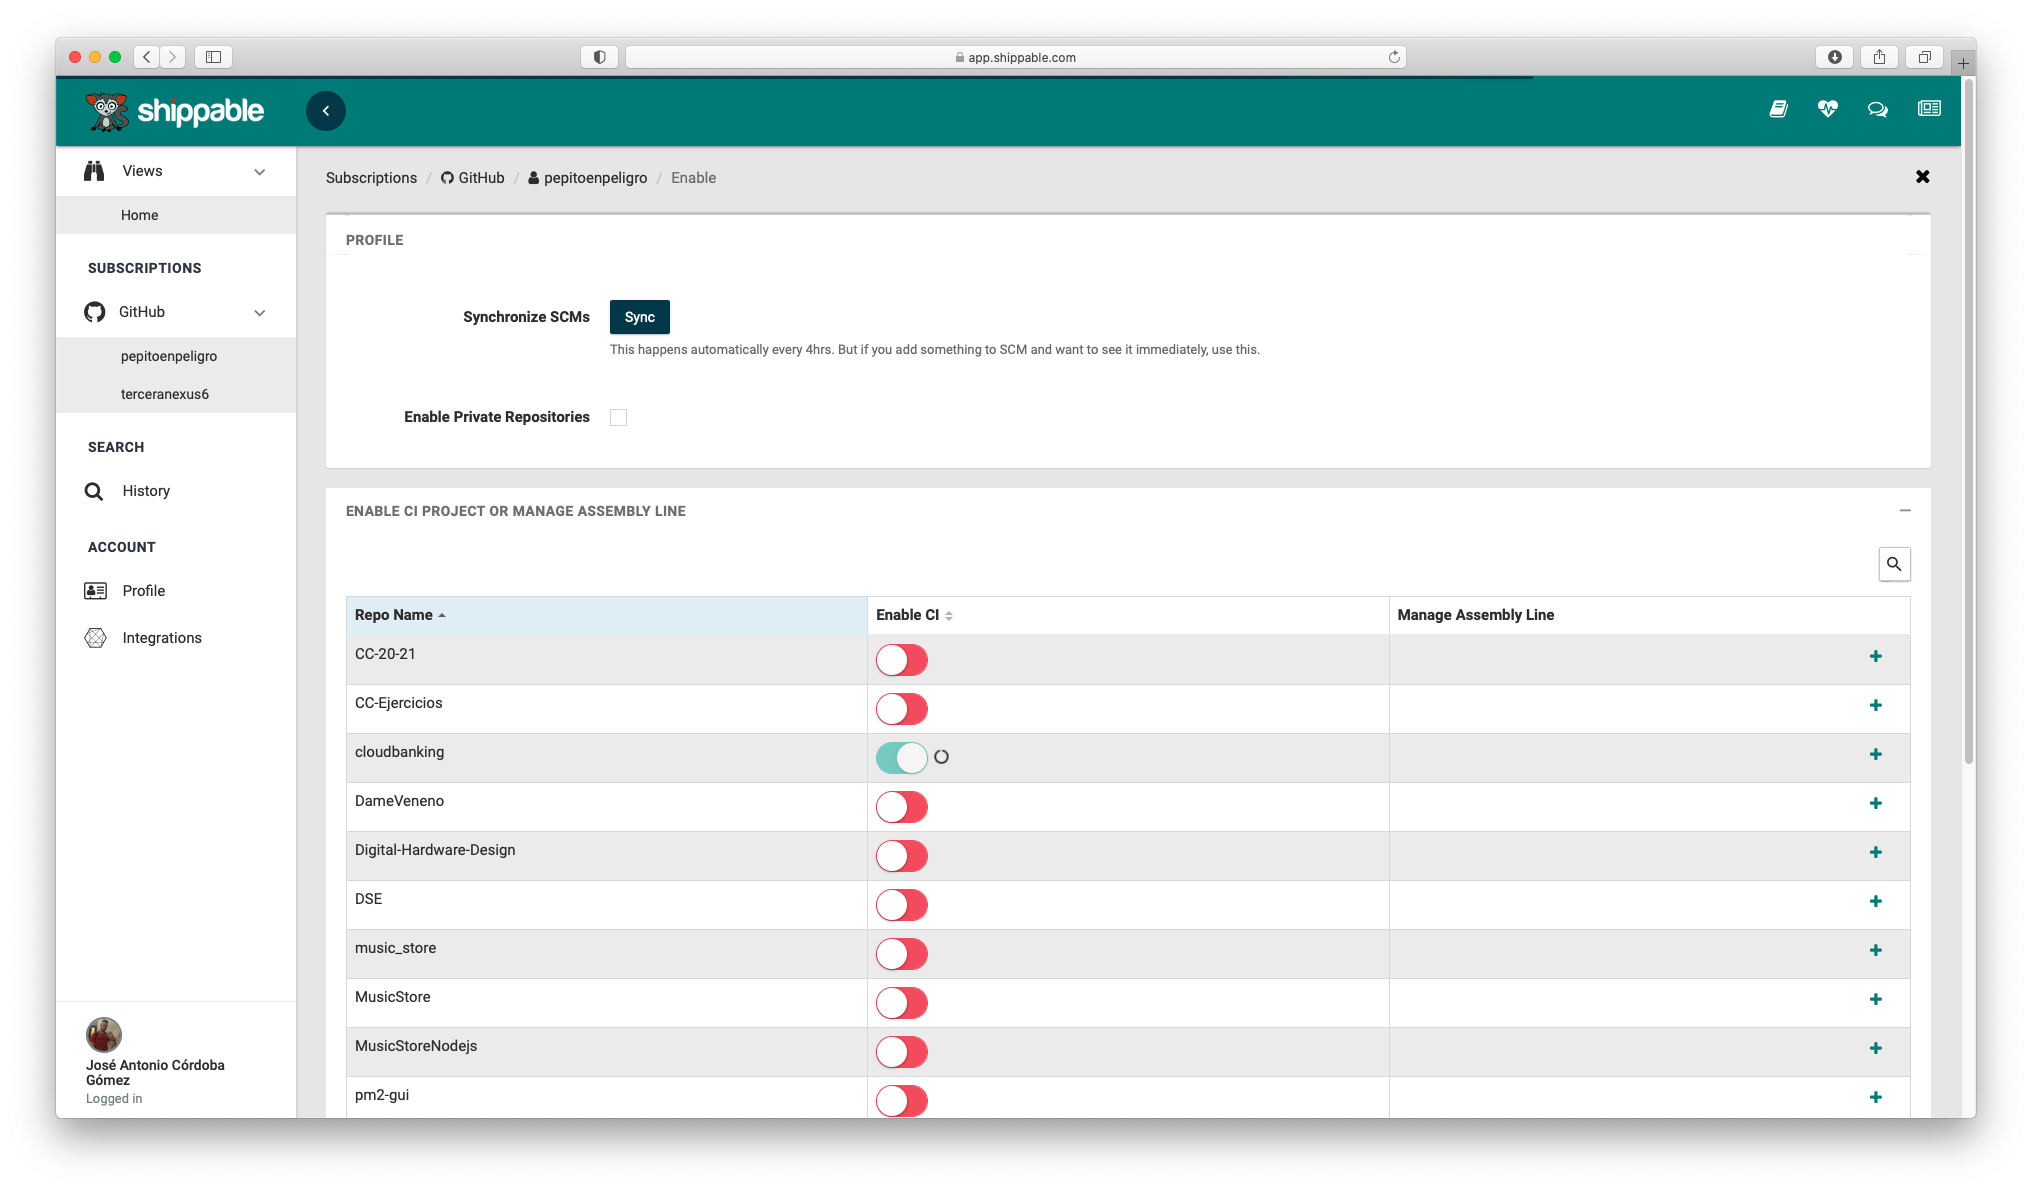 app.shippable.com
shippable
Views
Home
SUBSCRIPTIONS
GitHub
pepitoenpeligro
terceranexus6
SEARCH
History
ACCOUNT
Profile
Integrations
José Antonio Córdoba
Gómez
Logged in
Subscriptions / GitHub / pepitoenpeligro / Enable
PROFILE
Synchronize SCMs Sync
This happens automatically every 4hrs. But if you add something to SCM and want to see it immediately, use this.
Enable Private Repositories
ENABLE CI PROJECT OR MANAGE ASSEMBLY LINE
Repo Name Enable CI Manage Assembly Line
CC-20-21
CC-Ejercicios
cloudbanking
DameVeneno
Digital-Hardware-Design
DSE
music_store
MusicStore
MusicStoreNodejs
pm2-gui